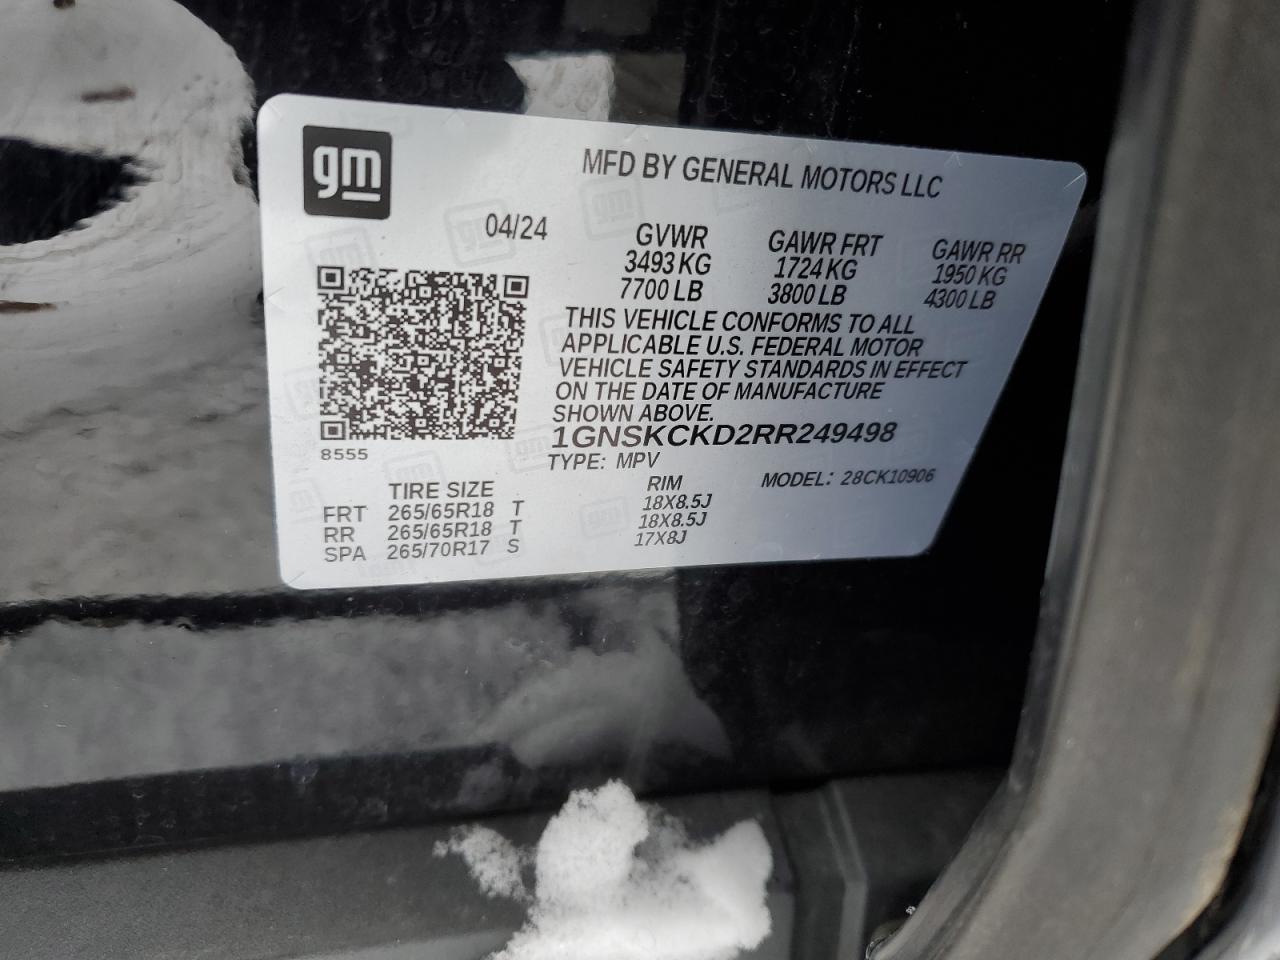 gm
MFD BY GENERAL MOTORS LLC
04/24
GVWR GAWR FRT GAWR RR
3493 KG 1724 KG 1950 KG
7700 LB 3800 LB 4300 LB
THIS VEHICLE CONFORMS TO ALL
APPLICABLE U.S. FEDERAL MOTOR
VEHICLE SAFETY STANDARDS IN EFFECT
ON THE DATE OF MANUFACTURE
SHOWN ABOVE.
1GNSKCKD2RR249498
8555
TYPE: MPV MODEL: 28CK10906
TIRE SIZE RIM
FRT 265/65R18 T 18X8.5J
RR 265/65R18 T 18X8.5J
SPA 265/70R17 S 17X8J